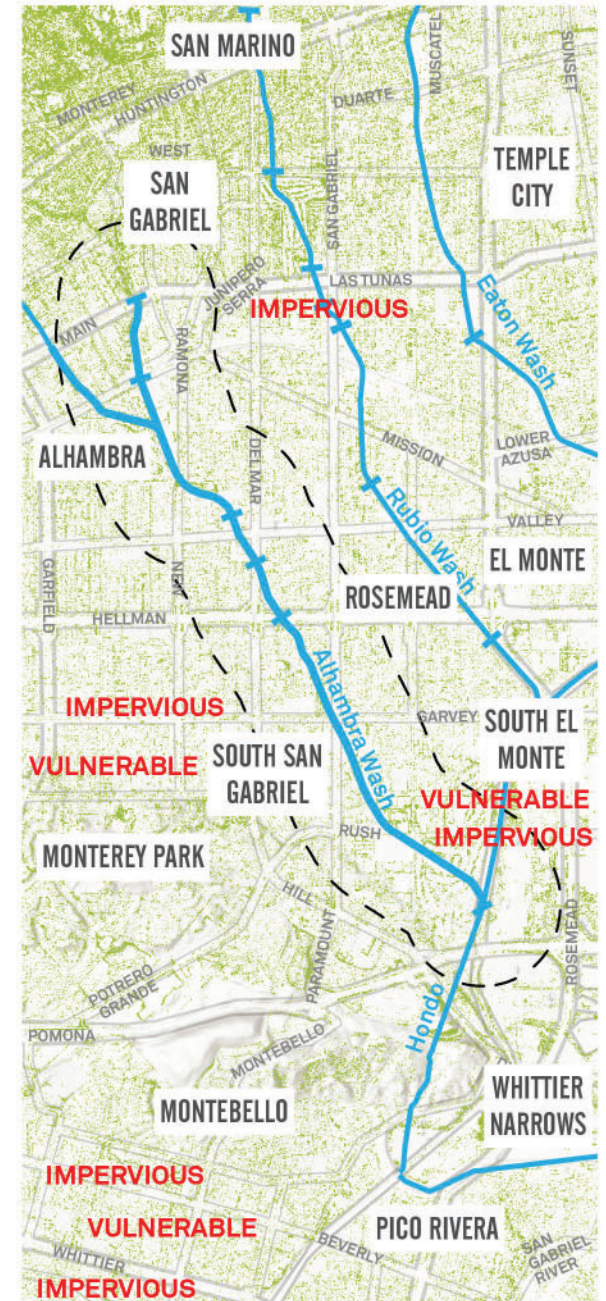 SAN MARINO
MUSCATEL
SUNSET
MONTEREY
HUNTINGTON
DUARTE
WEST
SAN
GABRIEL
SAN GABRIEL
TEMPLE
CITY
JUNIPERO
SERRA
LAS TUNAS
IMPERVIOUS
Eaton Wash
MAIN
RAMONA
ALHAMBRA
DEL MAR
MISSION
LOWER
AZUSA
Rubio Wash
VALLEY
EL MONTE
GARFIELD
NEW
ROSEMEAD
HELLMAN
Alhambra Wash
IMPERVIOUS
GARVEY
SOUTH EL
MONTE
VULNERABLE
SOUTH SAN
GABRIEL
VULNERABLE
IMPERVIOUS
RUSH
MONTEREY PARK
HILL
PARAMOUNT
ROSEMEAD
POTRERO
GRANDE
POMONA
Hondo
MONTEBELLO
MONTEBELLO
WHITTIER
NARROWS
IMPERVIOUS
VULNERABLE
PICO RIVERA
BEVERLY
SAN
GABRIEL
RIVER
WHITTIER
IMPERVIOUS